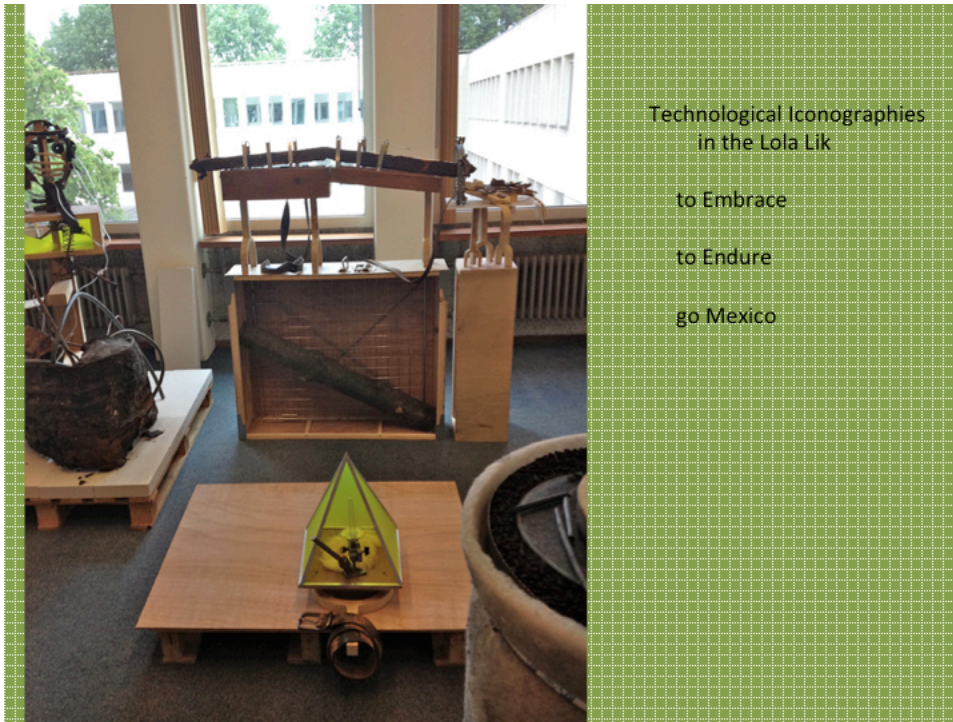 Technological Iconographies
in the Lola Lik
to Embrace
to Endure
go Mexico